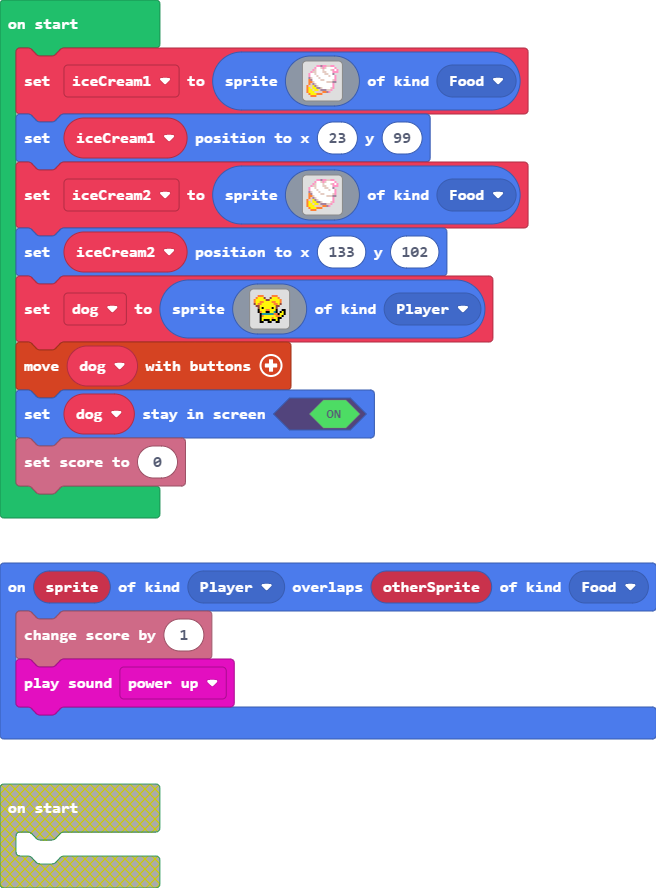 on start
set iceCream1 to sprite of kind Food
set iceCream1 position to x 23 y 99
set iceCream2 to sprite of kind Food
set iceCream2 position to x 133 y 102
set dog to sprite of kind Player
move dog with buttons
set dog stay in screen ON
set score to 0
on sprite of kind Player overlaps otherSprite of kind Food
change score by 1
play sound power up
on start